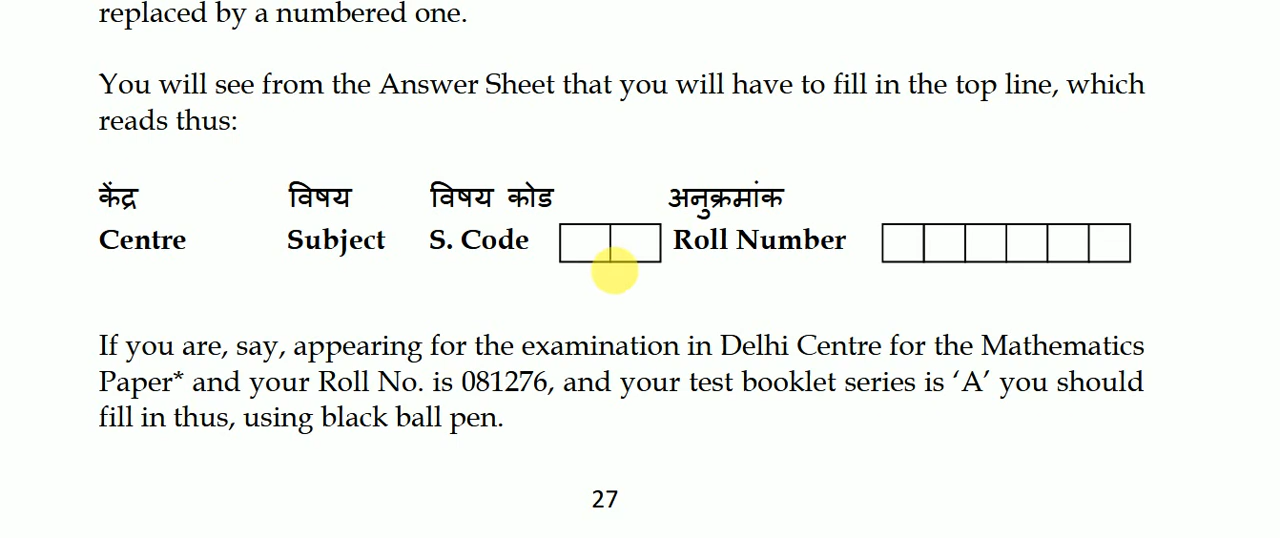 replaced by a numbered one.
You will see from the Answer Sheet that you will have to fill in the top line, which
reads thus:
केंद्र विषय विषय कोड अनुक्रमांक
Centre Subject S. Code Roll Number
If you are, say, appearing for the examination in Delhi Centre for the Mathematics
Paper* and your Roll No. is 081276, and your test booklet series is ‘A’ you should
fill in thus, using black ball pen.
27